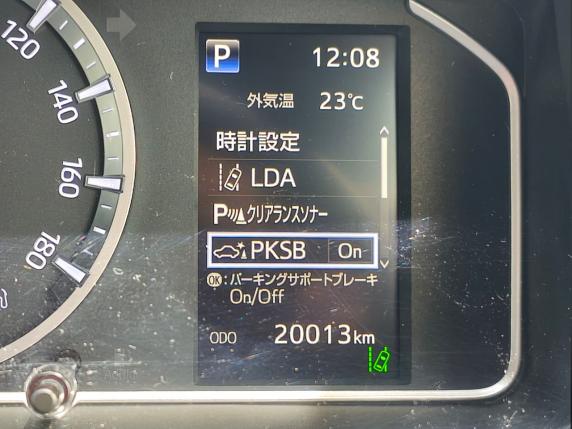 120
140
160
180
P 12:08
外気温 23℃
時計設定
LDA
Pクリアランスソナー
PKSB On
OK:パーキングサポートブレーキ
On/Off
ODO 20013km